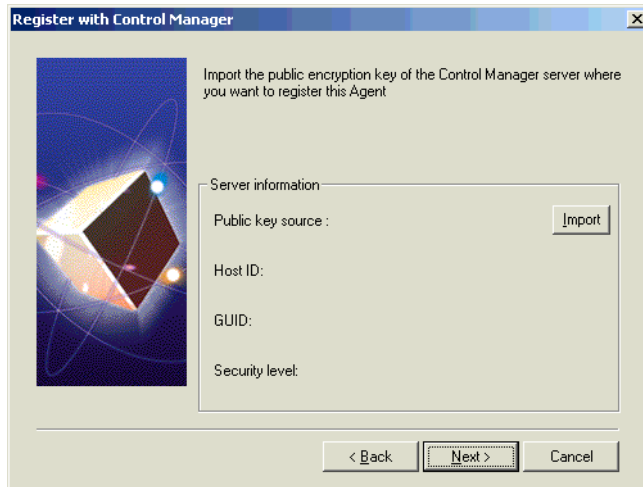 Register with Control Manager
Import the public encryption key of the Control Manager server where
you want to register this Agent
Server information
Public key source :
Import
Host ID:
GUID:
Security level:
< Back
Next >
Cancel